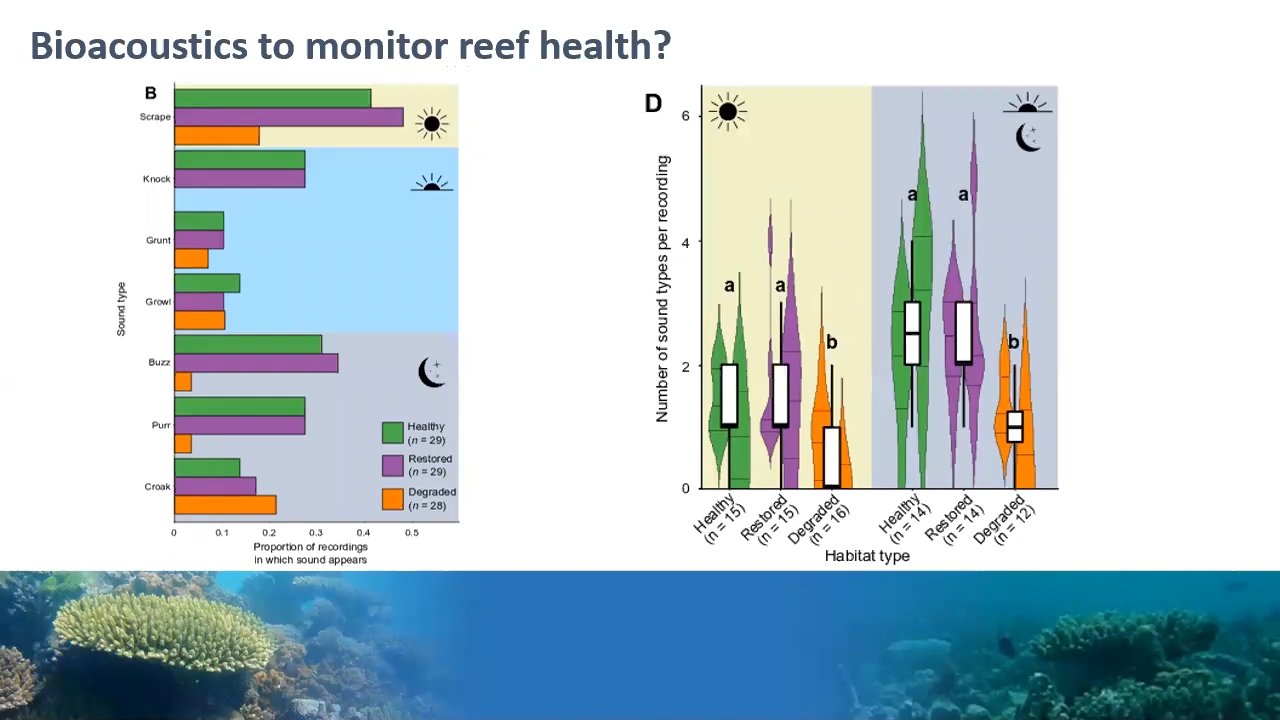 Bioacoustics to monitor reef health?
B
Sound type
Scrape
Knock
Grunt
Growl
Buzz
Purr
Croak
Healthy
(n = 29)
Restored
(n = 29)
Degraded
(n = 28)
0 0.1 0.2 0.3 0.4 0.5
Proportion of recordings
in which sound appears
D
Number of sound types per recording
6
4
2
0
a a b a a b
Healthy
(n = 15)
Restored
(n = 15)
Degraded
(n = 16)
Healthy
(n = 14)
Restored
(n = 14)
Degraded
(n = 12)
Habitat type